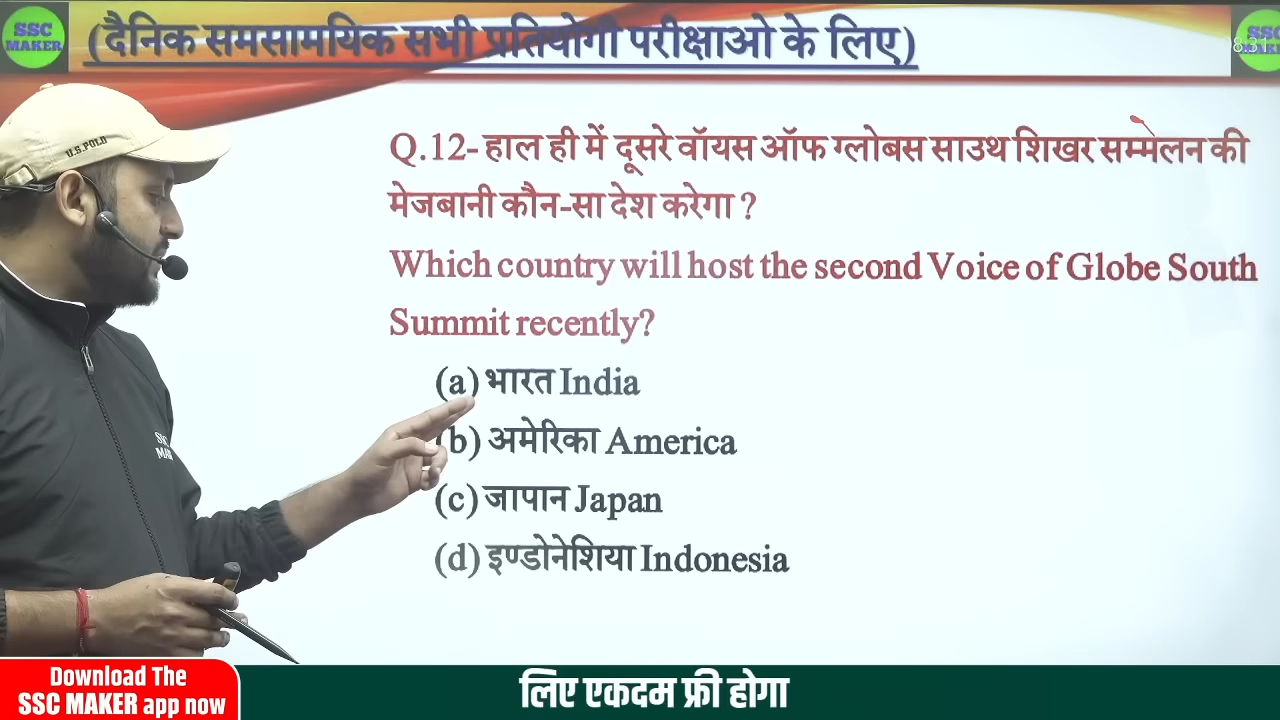 SSC
MAKER
(दैनिक समसामयिक सभी प्रतियोगी परीक्षाओ के लिए)
U.S. POLO
Q.12- हाल ही में दूसरे वॉयस ऑफ ग्लोबस साउथ शिखर सम्मेलन की
मेजबानी कौन-सा देश करेगा ?
Which country will host the second Voice of Globe South
Summit recently?
(a) भारत India
(b) अमेरिका America
(c) जापान Japan
(d) इण्डोनेशिया Indonesia
Download The
SSC MAKER app now
लिए एकदम फ्री होगा